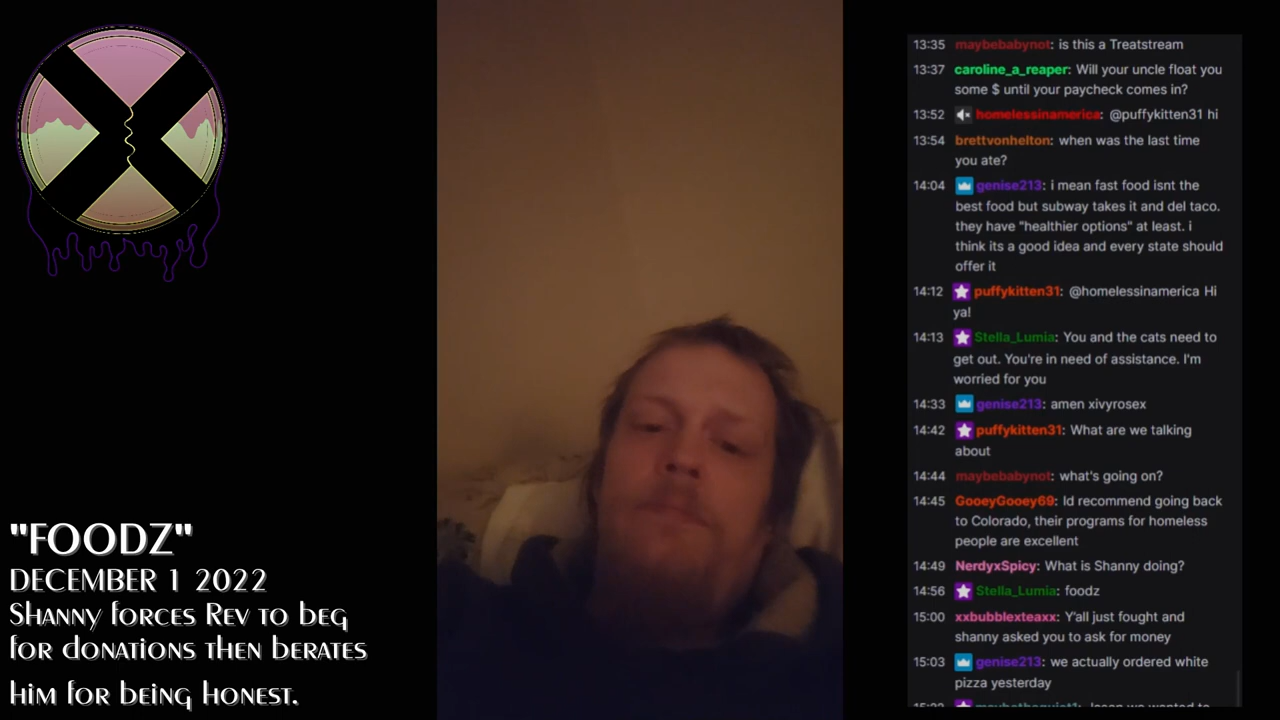 "FOODZ"
DECEMBER 1 2022
Shanny forces Rev to beg
for donations then berates
him for being honest.
13:35 maybebabynot: is this a Treatstream
13:37 caroline_a_reaper: Will your uncle float you
some $ until your paycheck comes in?
13:52 homelessinamerica: @puffykitten31 hi
13:54 brettvonhelton: when was the last time
you ate?
14:04 genise213: i mean fast food isnt the
best food but subway takes it and del taco.
they have "healthier options" at least. i
think its a good idea and every state should
offer it
14:12 puffykitten31: @homelessinamerica Hi
ya!
14:13 Stella_Lumia: You and the cats need to
get out. You're in need of assistance. I'm
worried for you
14:33 genise213: amen xivyrosex
14:42 puffykitten31: What are we talking
about
14:44 maybebabynot: what's going on?
14:45 GooeyGooey69: Id recommend going back
to Colorado, their programs for homeless
people are excellent
14:49 NerdyxSpicy: What is Shanny doing?
14:56 Stella_Lumia: foodz
15:00 xxbubblexteaxx: Y'all just fought and
shanny asked you to ask for money
15:03 genise213: we actually ordered white
pizza yesterday